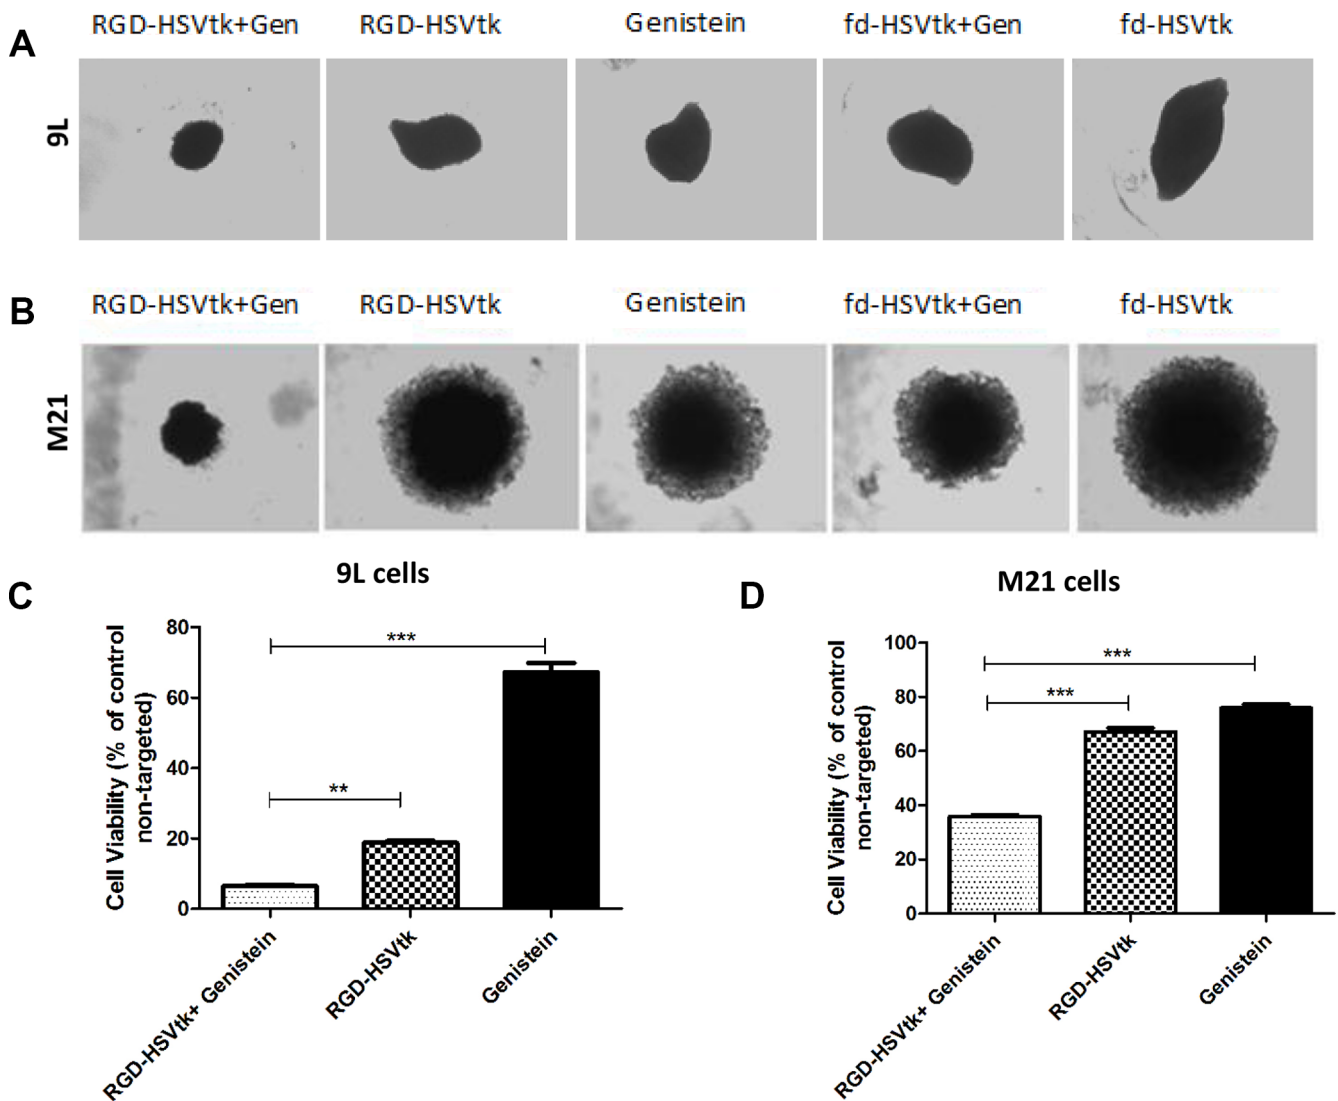 A
RGD-HSVtk+Gen
RGD-HSVtk
Genistein
fd-HSVtk+Gen
fd-HSVtk
9L
B
RGD-HSVtk+Gen
RGD-HSVtk
Genistein
fd-HSVtk+Gen
fd-HSVtk
M21
C
9L cells
Cell Viability (% of control
non-targeted)
80
60
40
20
0
***
**
RGD-HSVtk+ Genistein
RGD-HSVtk
Genistein
D
M21 cells
Cell Viability (% of control
non-targeted)
100
80
60
40
20
0
***
***
RGD-HSVtk+ Genistein
RGD-HSVtk
Genistein